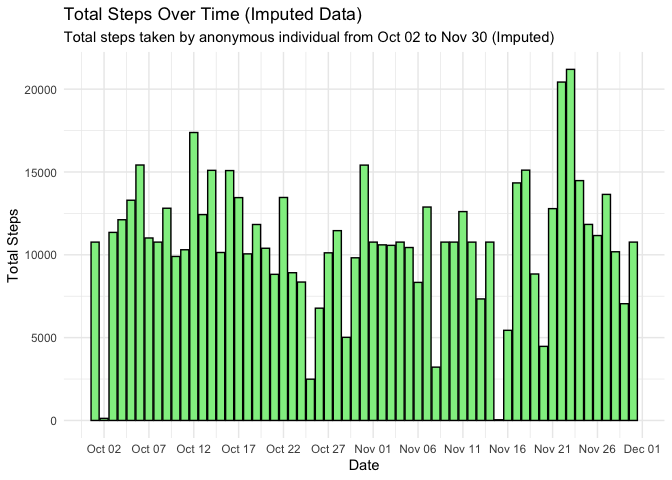 Total Steps Over Time (Imputed Data)
Total steps taken by anonymous individual from Oct 02 to Nov 30 (Imputed)
20000
15000
10000
5000
0
Total Steps
Oct 02 Oct 07 Oct 12 Oct 17 Oct 22 Oct 27 Nov 01 Nov 06 Nov 11 Nov 16 Nov 21 Nov 26 Dec 01
Date